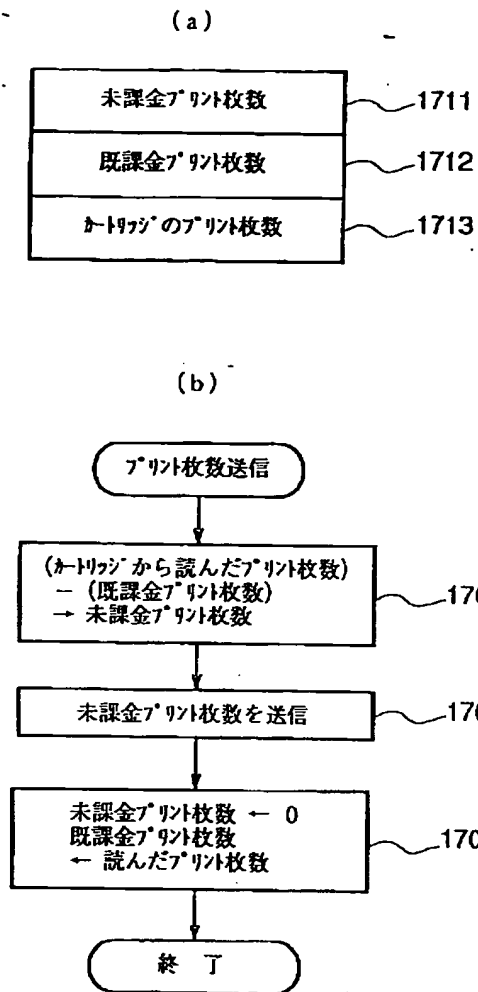 (a)
未課金プリント枚数
1711
既課金プリント枚数
1712
カートリッジのプリント枚数
1713
(b)
プリント枚数送信
(カートリッジから読んだプリント枚数)
− (既課金プリント枚数)
→ 未課金プリント枚数
未課金プリント枚数を送信
未課金プリント枚数 ← 0
既課金プリント枚数
← 読んだプリント枚数
終 了